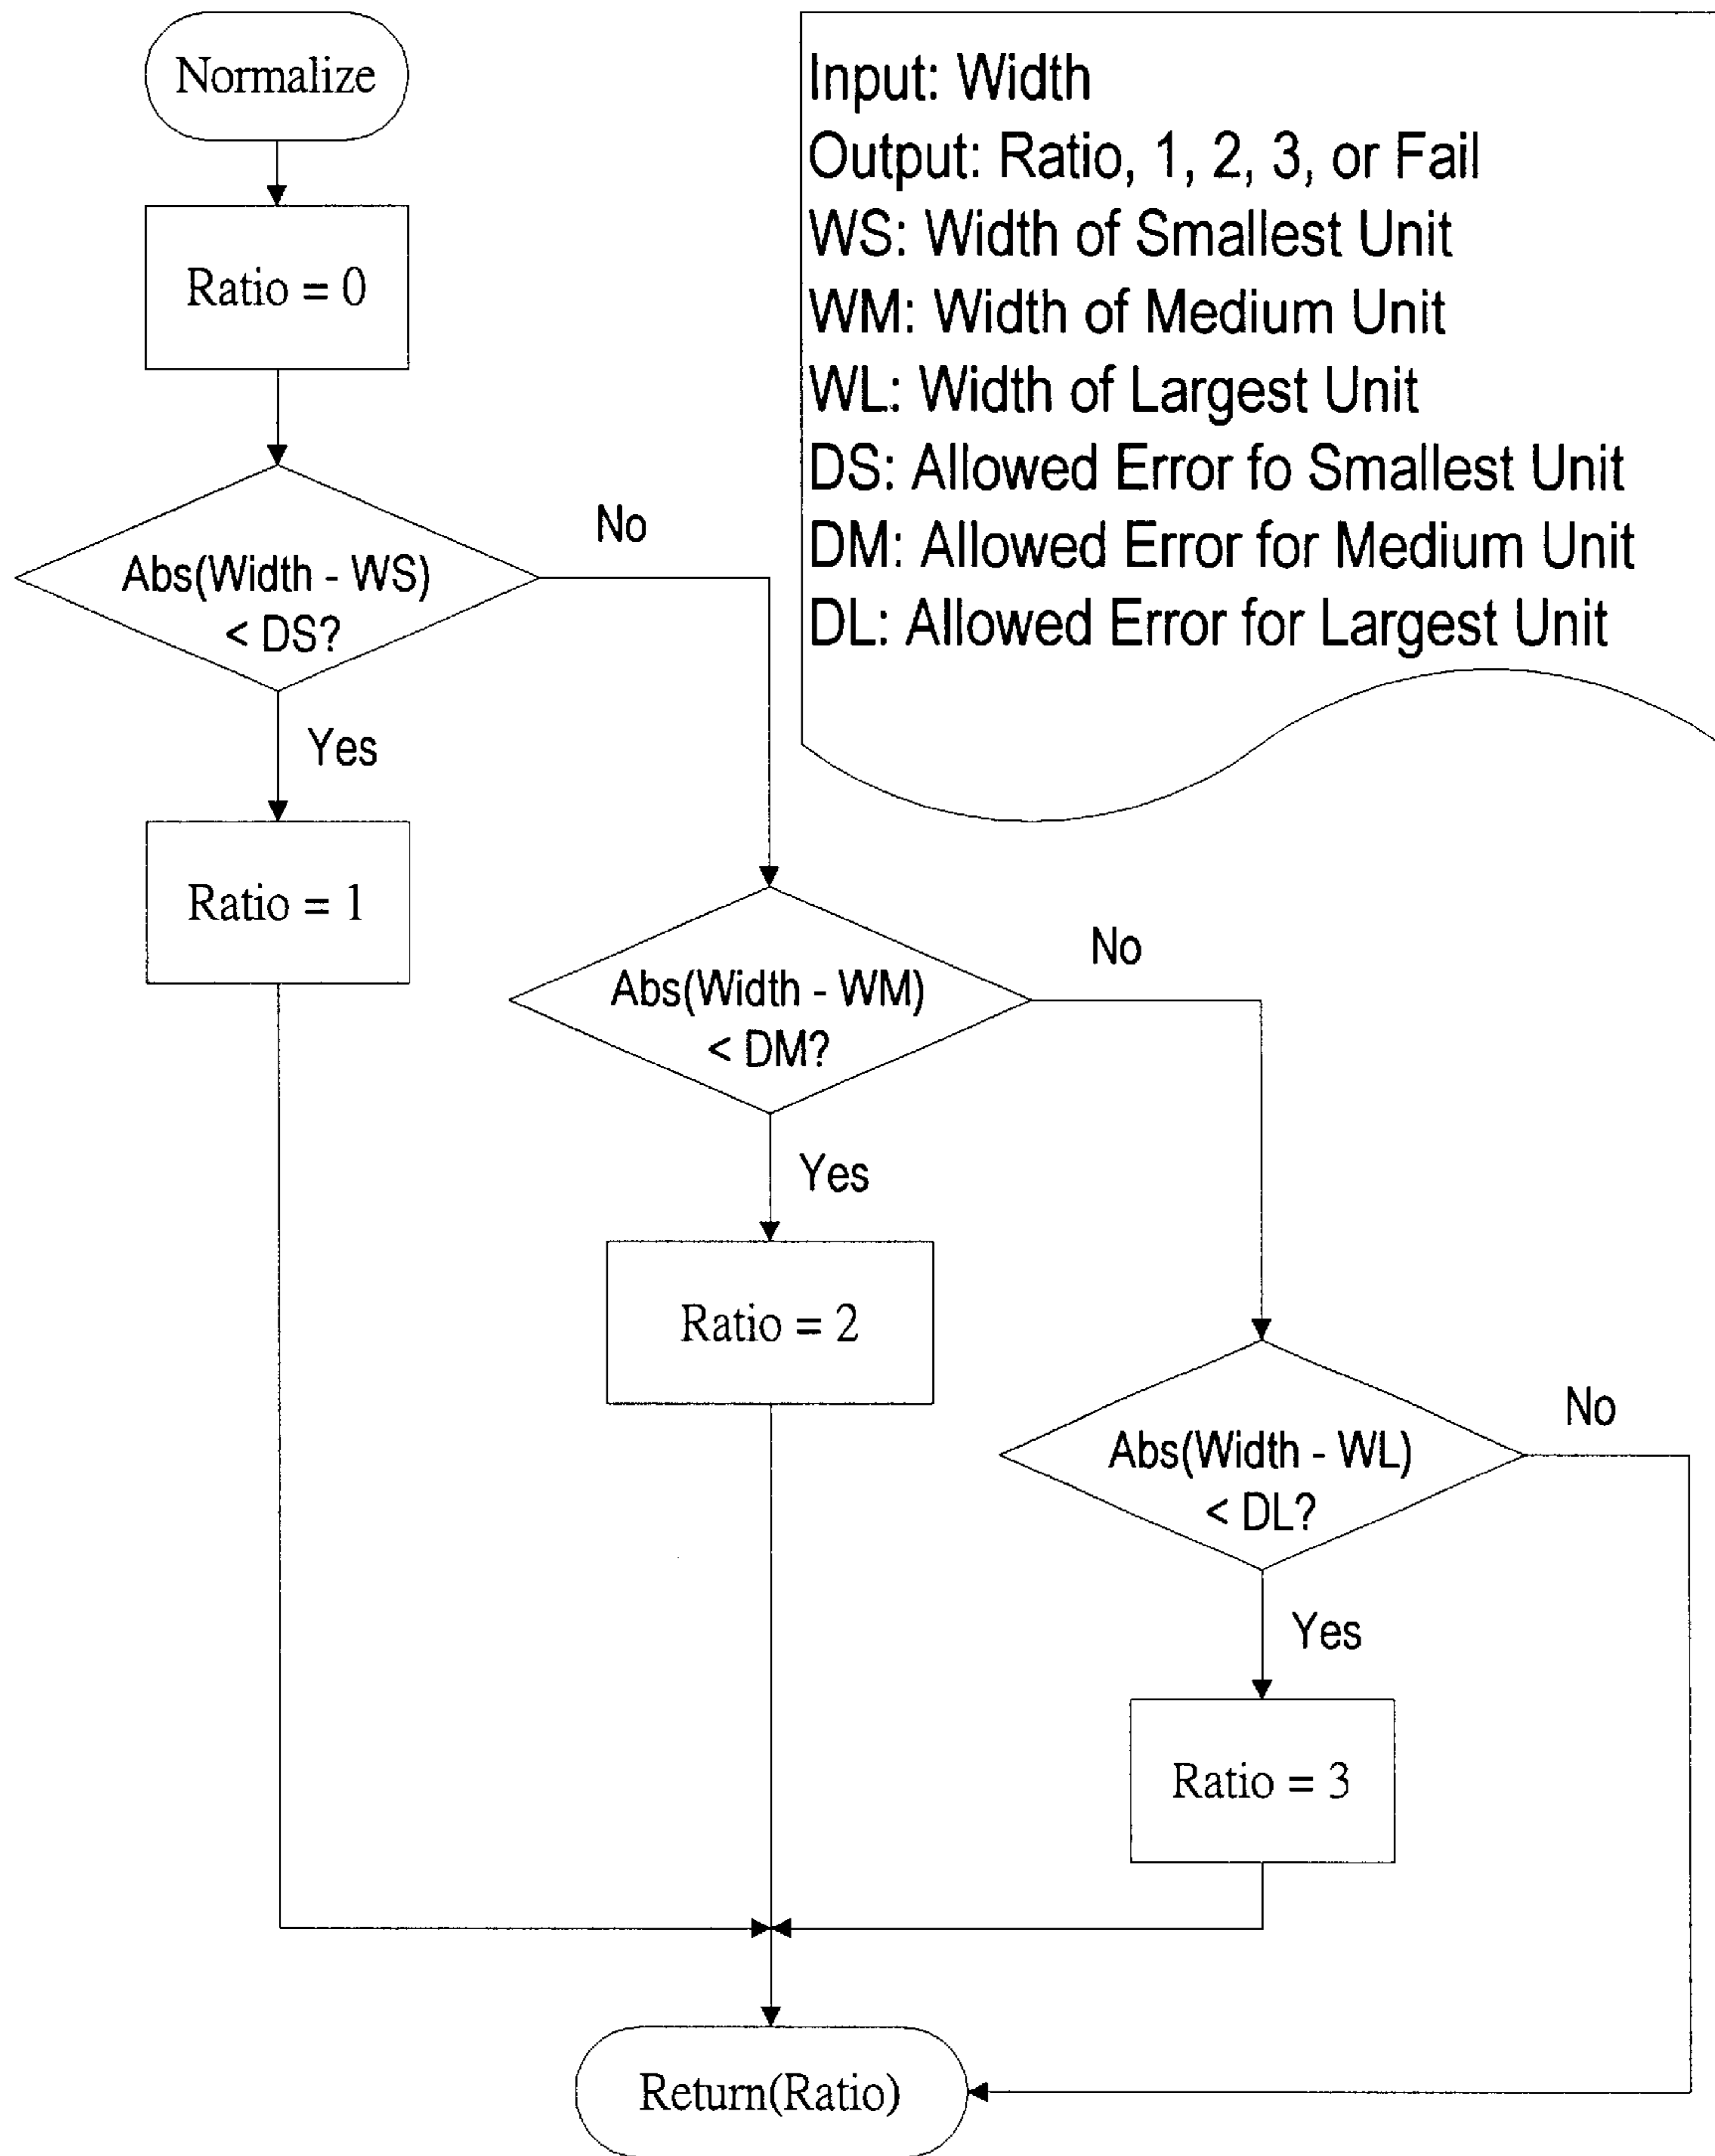 Normalize
Ratio = 0
Abs(Width - WS)
< DS?
No
Yes
Ratio = 1
Input: Width
Output: Ratio, 1, 2, 3, or Fail
WS: Width of Smallest Unit
WM: Width of Medium Unit
WL: Width of Largest Unit
DS: Allowed Error fo Smallest Unit
DM: Allowed Error for Medium Unit
DL: Allowed Error for Largest Unit
Abs(Width - WM)
< DM?
No
Yes
Ratio = 2
Abs(Width - WL)
< DL?
No
Yes
Ratio = 3
Return(Ratio)